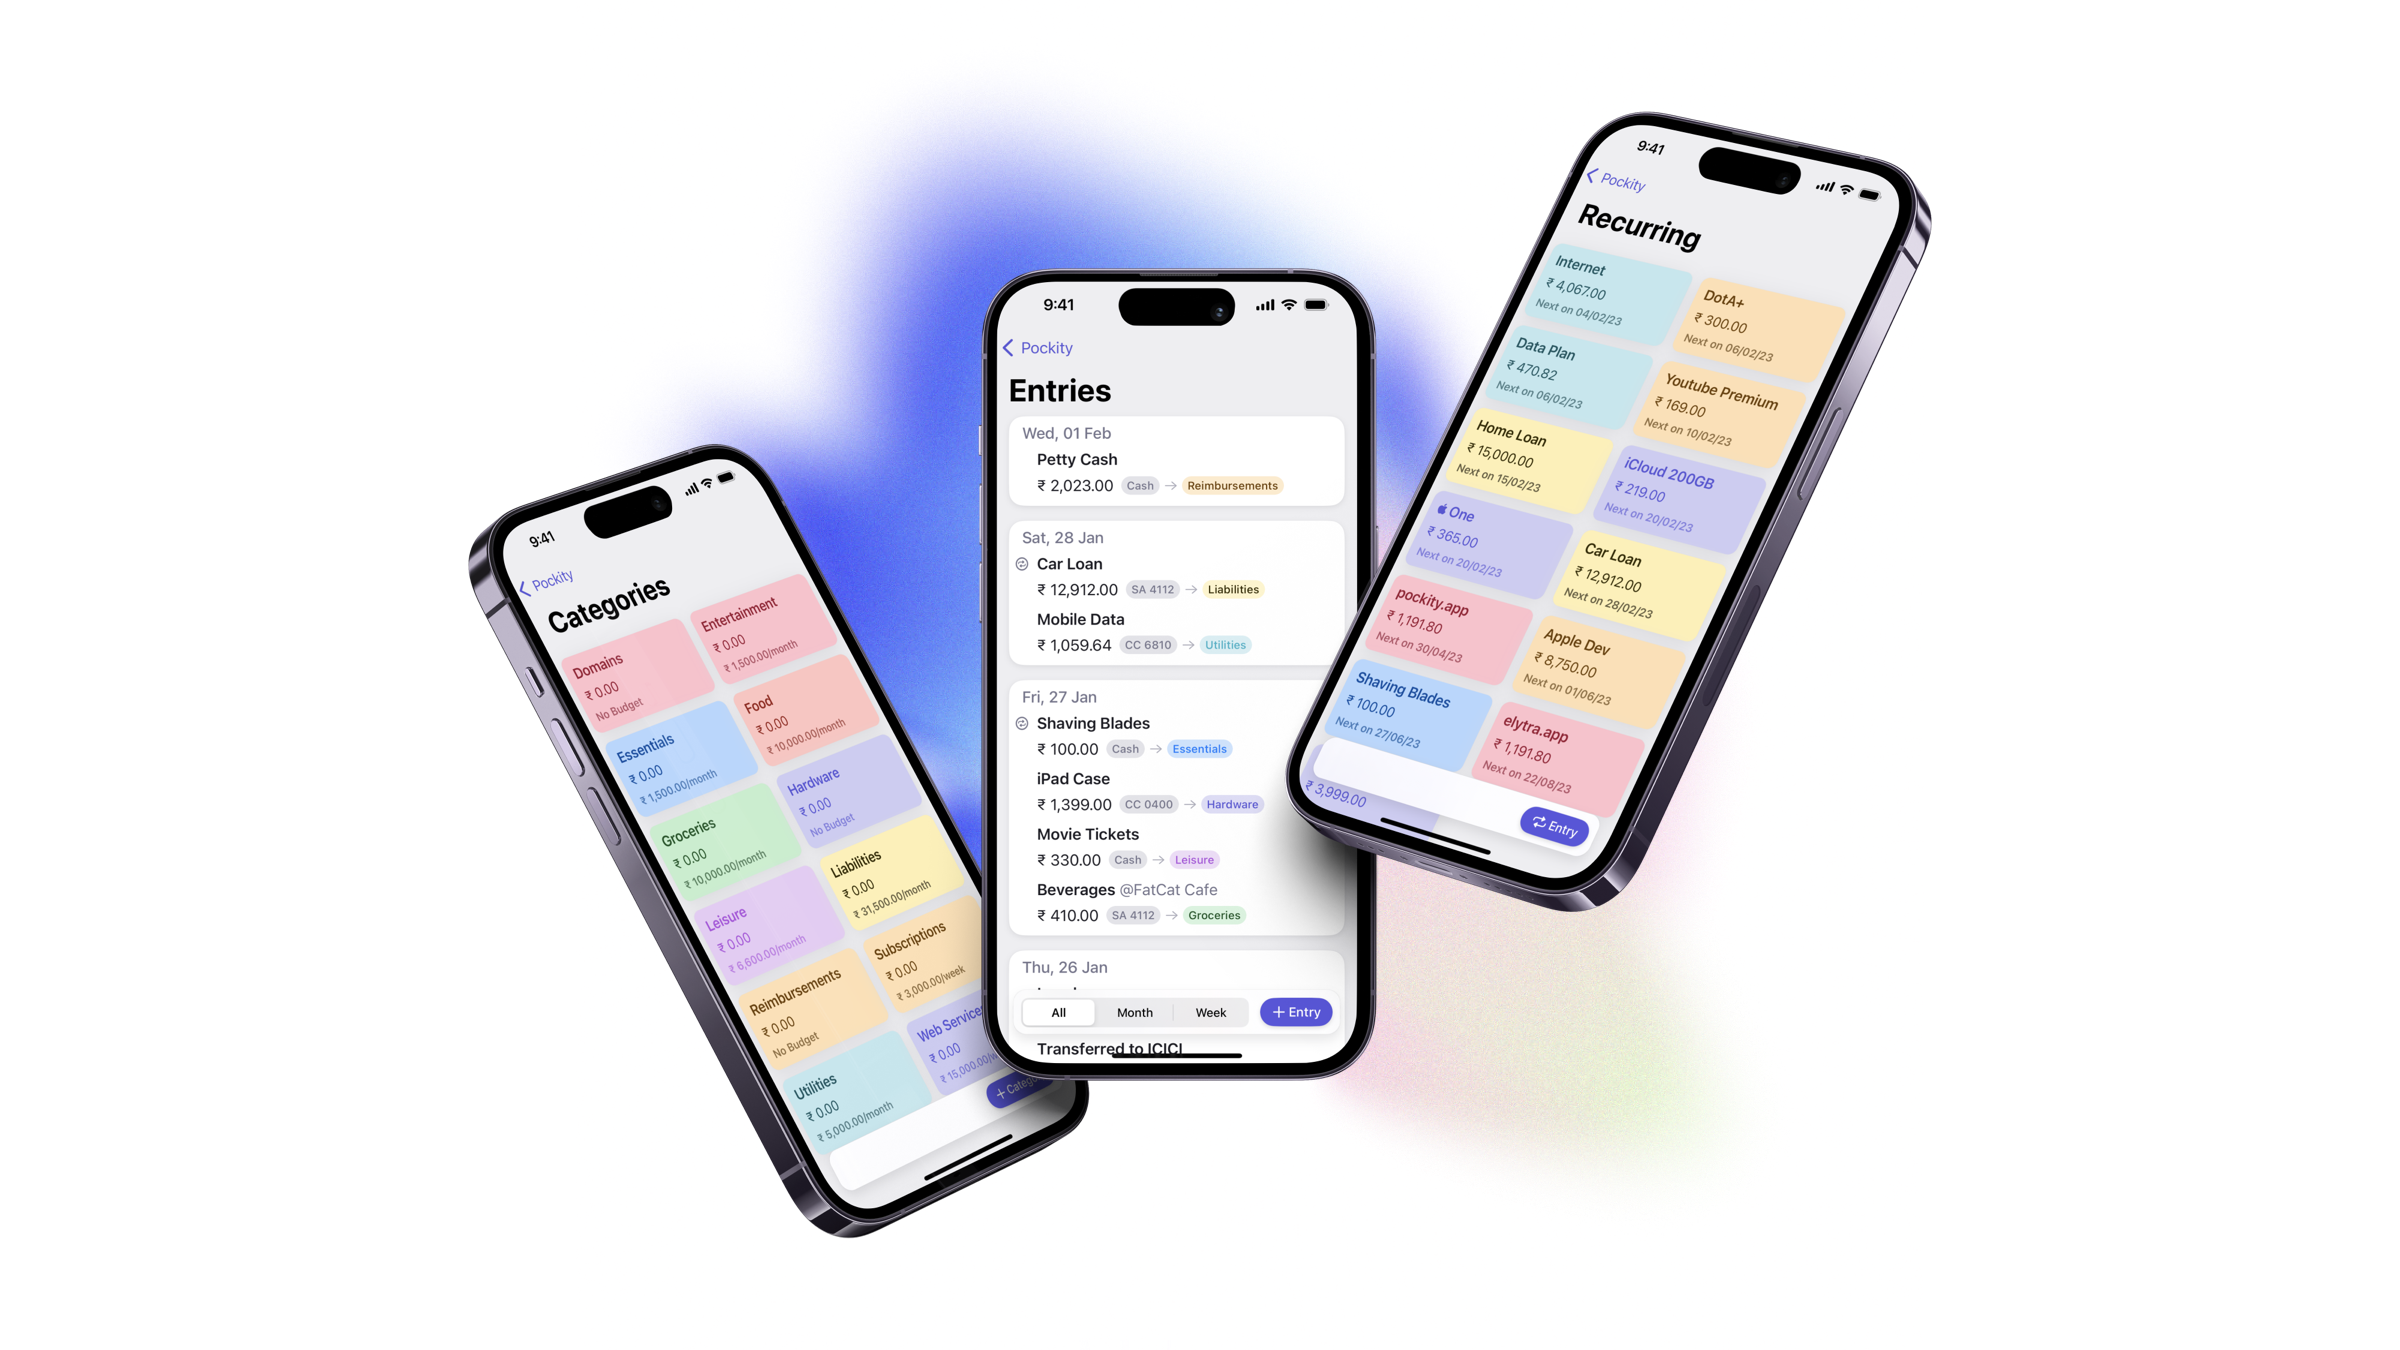 9:41
Pockity
Categories
Domains
₹ 0.00
No Budget
Entertainment
₹ 0.00
₹ 1,500.00/month
Essentials
₹ 0.00
₹ 1,500.00/month
Food
₹ 0.00
₹ 10,000.00/month
Groceries
₹ 0.00
₹ 10,000.00/month
Hardware
₹ 0.00
No Budget
Leisure
₹ 0.00
₹ 6,600.00/month
Liabilities
₹ 0.00
₹ 31,500.00/month
Reimbursements
₹ 0.00
No Budget
Subscriptions
₹ 0.00
₹ 3,000.00/week
Utilities
₹ 0.00
₹ 5,000.00/month
Web Service
₹ 0.00
₹ 15,000.00/
+
9:41
Pockity
Entries
Wed, 01 Feb
Petty Cash
₹ 2,023.00 Cash → Reimbursements
Sat, 28 Jan
Car Loan
₹ 12,912.00 SA 4112 → Liabilities
Mobile Data
₹ 1,059.64 CC 6810 → Utilities
Fri, 27 Jan
Shaving Blades
₹ 100.00 Cash → Essentials
iPad Case
₹ 1,399.00 CC 0400 → Hardware
Movie Tickets
₹ 330.00 Cash → Leisure
Beverages @FatCat Cafe
₹ 410.00 SA 4112 → Groceries
Thu, 26 Jan
All Month Week + Entry
Transferred to ICICI
9:41
Pockity
Recurring
Internet
₹ 4,067.00
Next on 04/02/23
DotA+
₹ 300.00
Next on 06/02/23
Data Plan
₹ 470.82
Next on 06/02/23
Youtube Premium
₹ 169.00
Next on 10/02/23
Home Loan
₹ 15,000.00
Next on 15/02/23
iCloud 200GB
₹ 219.00
Next on 20/02/23
One
₹ 365.00
Next on 20/02/23
Car Loan
₹ 12,912.00
Next on 28/02/23
pockity.app
₹ 1,191.80
Next on 30/04/23
Apple Dev
₹ 8,750.00
Next on 01/06/23
Shaving Blades
₹ 100.00
Next on 27/06/23
elytra.app
₹ 1,191.80
Next on 22/08/23
₹ 3,999.00
Entry